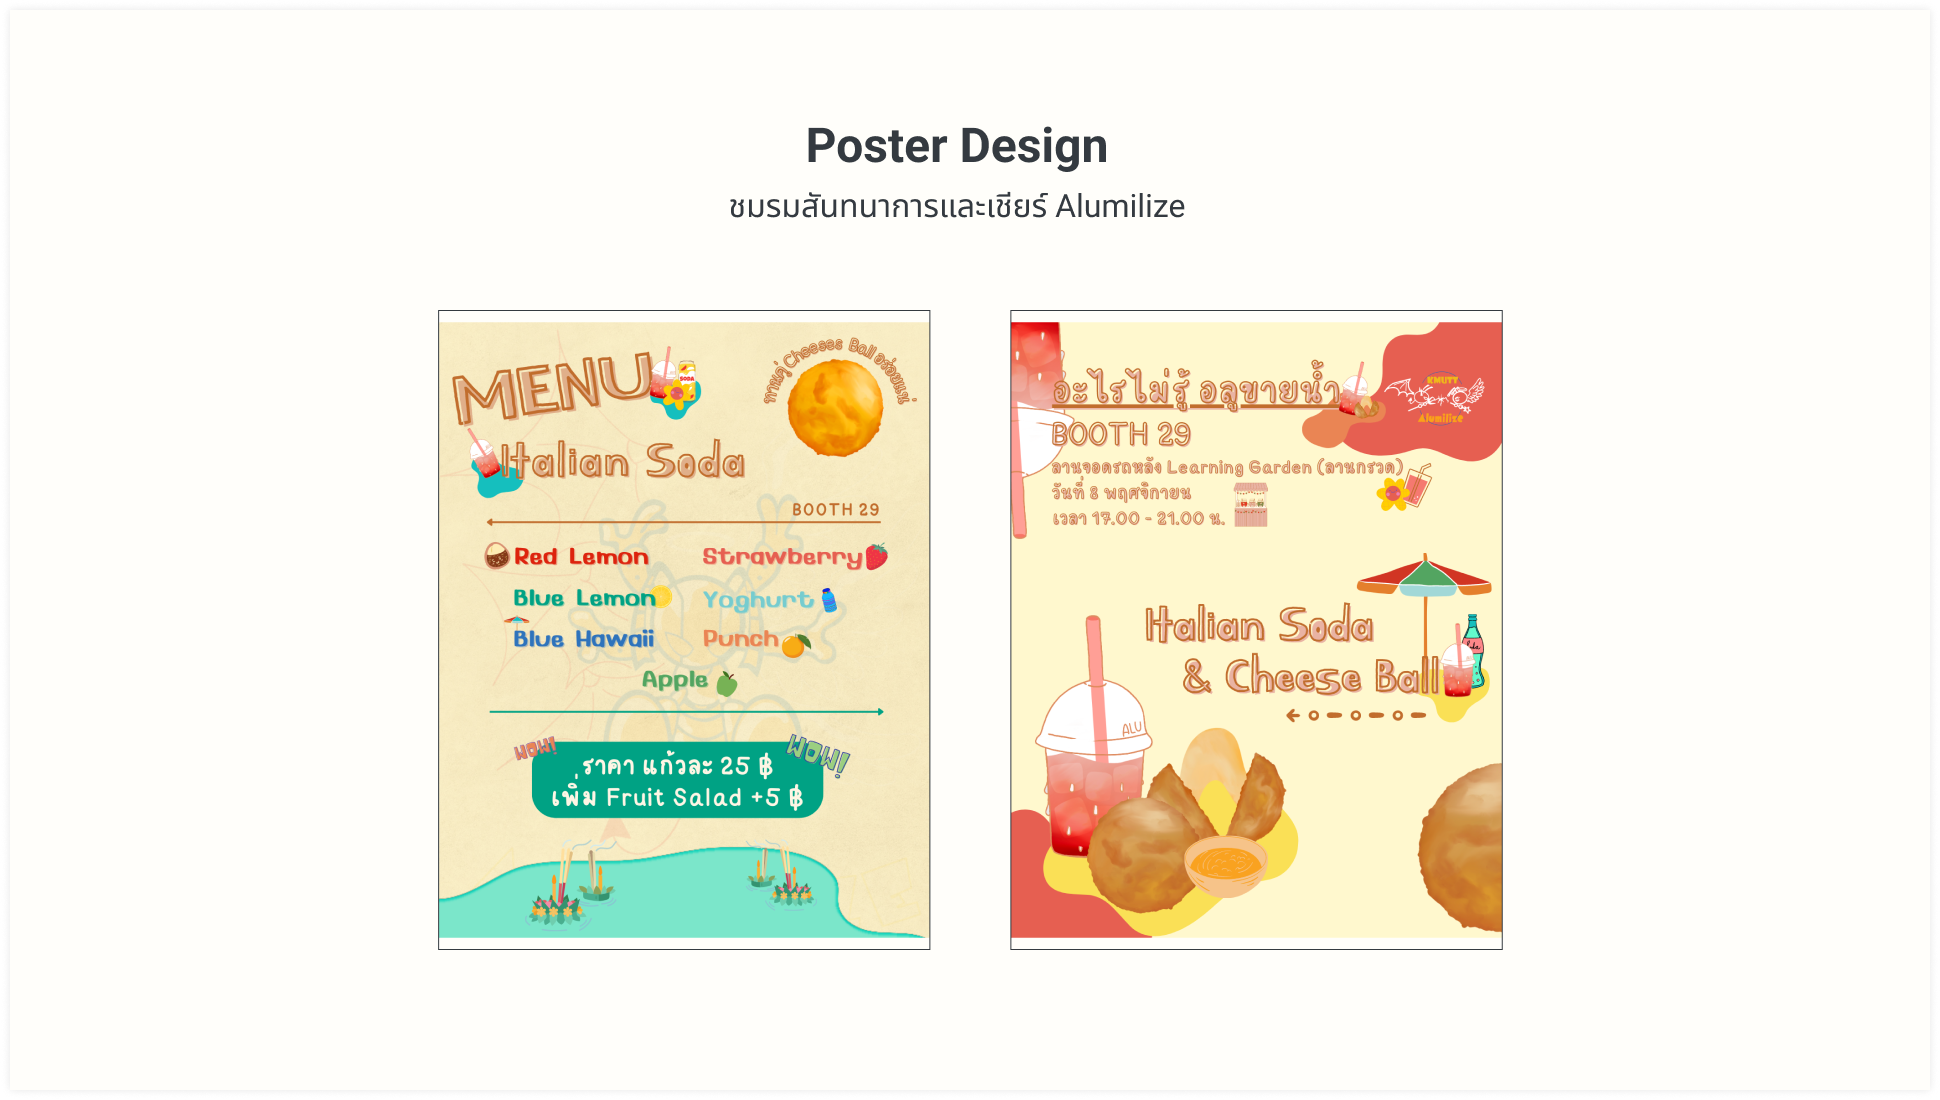 Poster Design
ชมรมสันทนาการและเชียร์ Alumilize
MENU
SODA
ทานคู่ Cheeses Ball อร่อยแน่
Italian Soda
BOOTH 29
Red Lemon
Strawberry
Blue Lemon
Yoghurt
Blue Hawaii
Punch
Apple
WOW!
WOW!
ราคา แก้วละ 25 ฿
เพิ่ม Fruit Salad +5 ฿
อะไรไม่รู้ อลูขายน้ำ
KMUTT
Alumilize
BOOTH 29
ลานจอดรถหลัง Learning Garden (ลานกรวด)
วันที่ 8 พฤศจิกายน
เวลา 17.00 - 21.00 น.
Italian Soda
& Cheese Ball
ALU